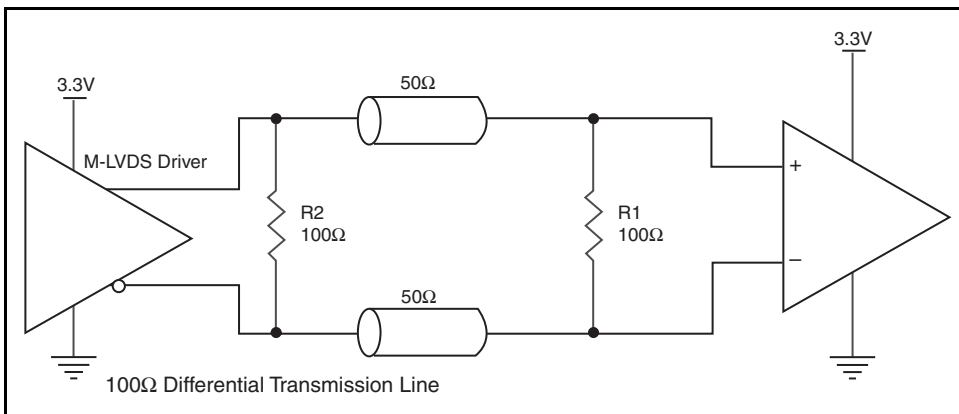 3.3V
3.3V
50Ω
M-LVDS Driver
+
R2
100Ω
R1
100Ω
−
50Ω
100Ω Differential Transmission Line